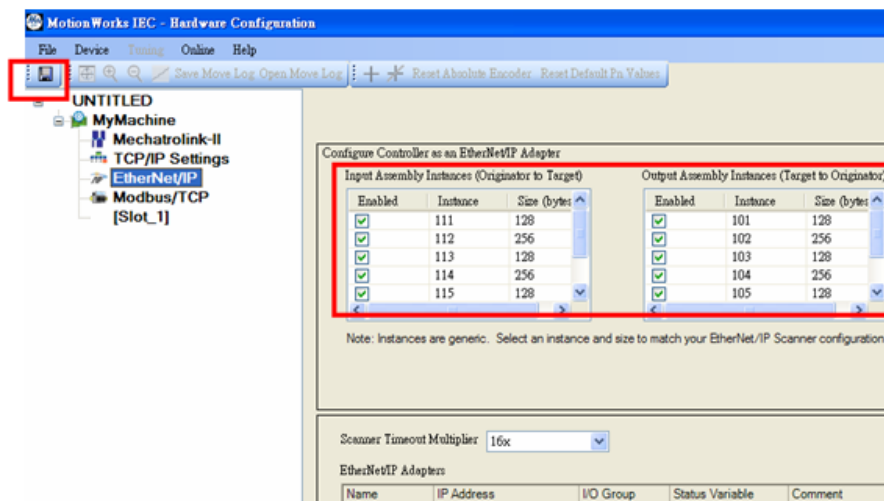 MotionWorks IEC - Hardware Configuration
File Device Tuning Online Help
Save Move Log Open Move Log Reset Absolute Encoder Reset Default Pn Values
UNTITLED
MyMachine
Mechatrolink-II
TCP/IP Settings
EtherNet/IP
Modbus/TCP
[Slot_1]
Configure Controller as an EtherNet/IP Adapter
Input Assembly Instances (Originator to Target) Output Assembly Instances (Target to Originator)
Enabled Instance Size (bytes Enabled Instance Size (bytes
111 128 101 128
112 256 102 256
113 128 103 128
114 256 104 256
115 128 105 128
Note: Instances are generic. Select an instance and size to match your EtherNet/IP Scanner configuration
Scanner Timeout Multiplier 16x
EtherNet/IP Adapters
Name IP Address I/O Group Status Variable Comment